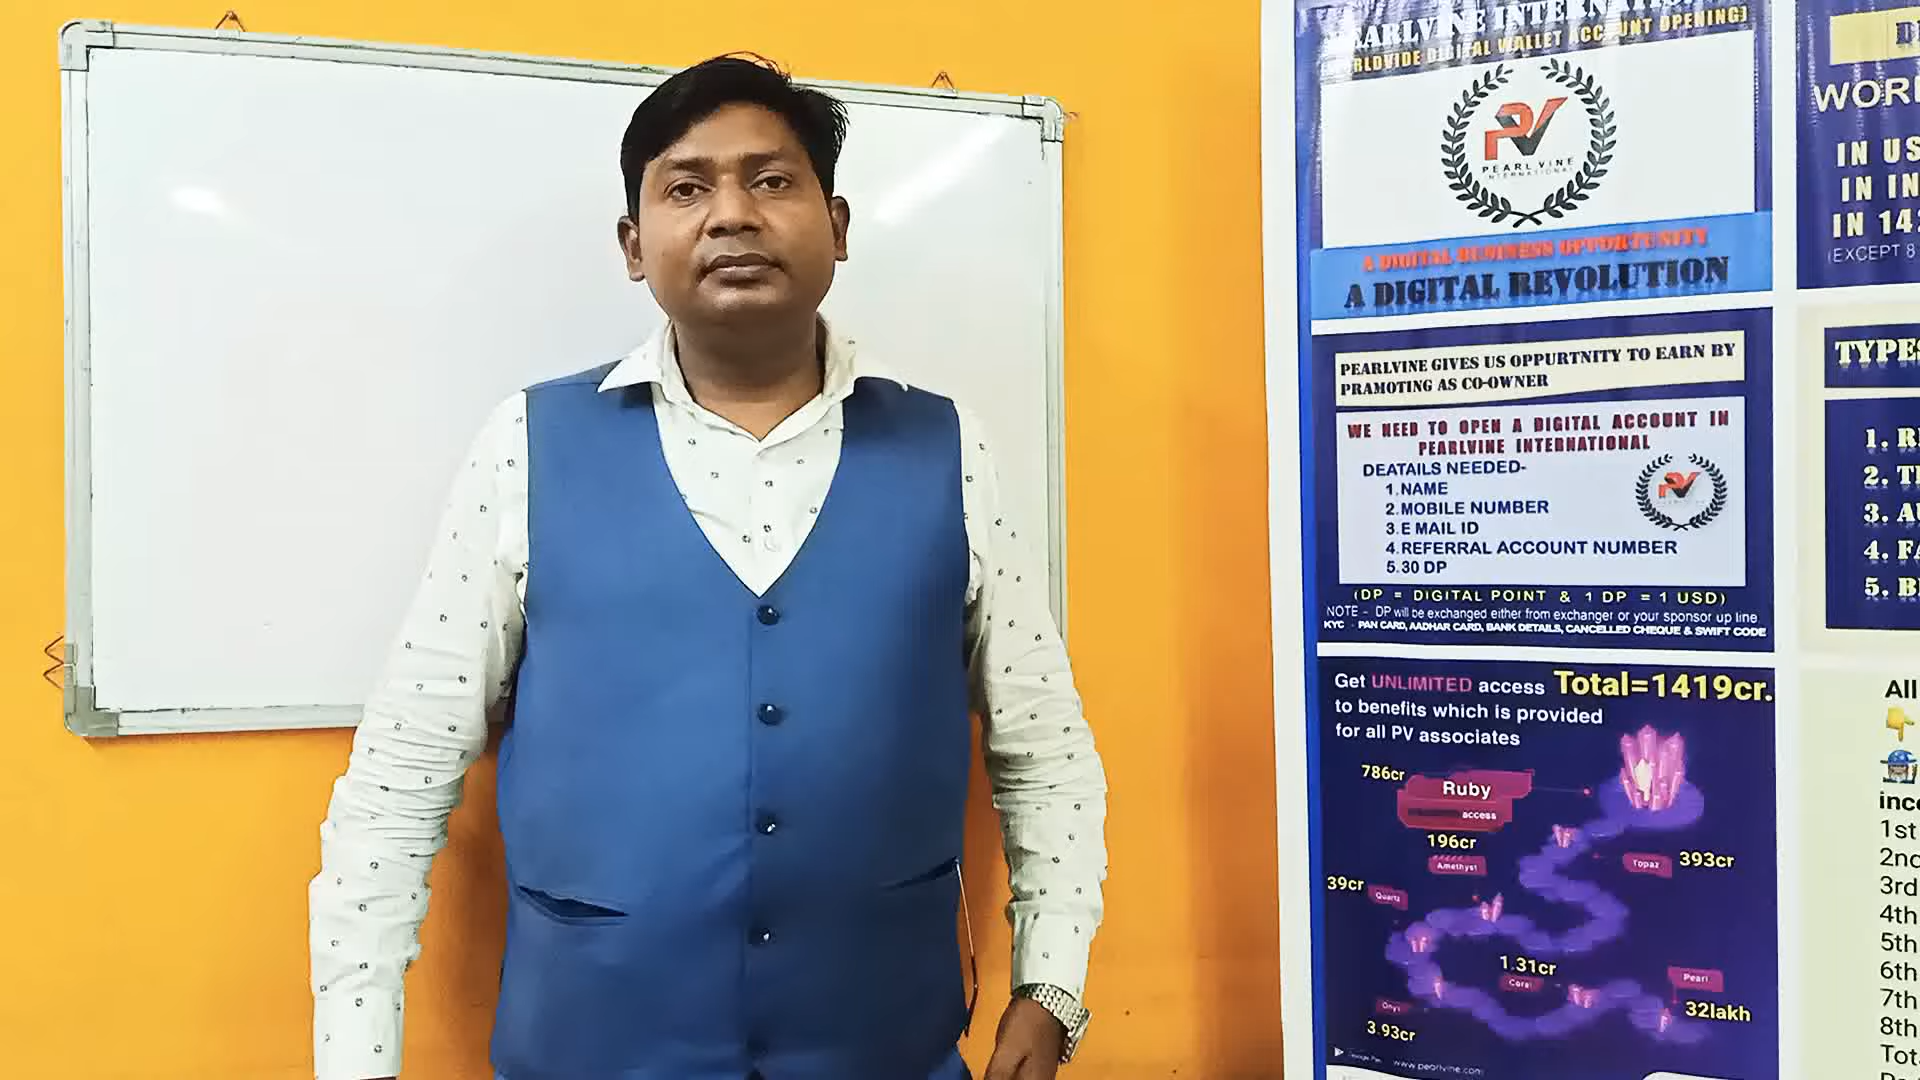 PEARLVINE INTERNATIONAL
WORLDVIDE DIGITAL WALLET ACCOUNT OPENING]
PV
PEARL VINE
INTERNATIONAL
A DIGITAL BUSINESS OPPORTUNITY
A DIGITAL REVOLUTION
PEARLVINE GIVES US OPPURTNITY TO EARN BY
PRAMOTING AS CO-OWNER
WE NEED TO OPEN A DIGITAL ACCOUNT IN
PEARLVINE INTERNATIONAL
DEATAILS NEEDED-
1.NAME
2.MOBILE NUMBER
3.E MAIL ID
4.REFERRAL ACCOUNT NUMBER
5.30 DP
PV
(DP = DIGITAL POINT & 1 DP = 1 USD)
NOTE - DP will be exchanged either from exchanger or your sponsor up line
KYC - PAN CARD, AADHAR CARD, BANK DETAILS, CANCELLED CHEQUE & SWIFT CODE
Get UNLIMITED access Total=1419cr.
to benefits which is provided
for all PV associates
786cr
Ruby
access
196cr
Amethyst
Topaz 393cr
39cr
Quartz
1.31cr
Coral
Pearl
32lakh
Onyx
3.93cr
www.pearlvine.com
WOR
IN US
IN IN
IN 14
(EXCEPT 8
TYPES
1. R
2. T
3. A
4. FA
5. B
All
inc
1st
2nd
3rd
4th
5th
6th
7th
8th
Tot